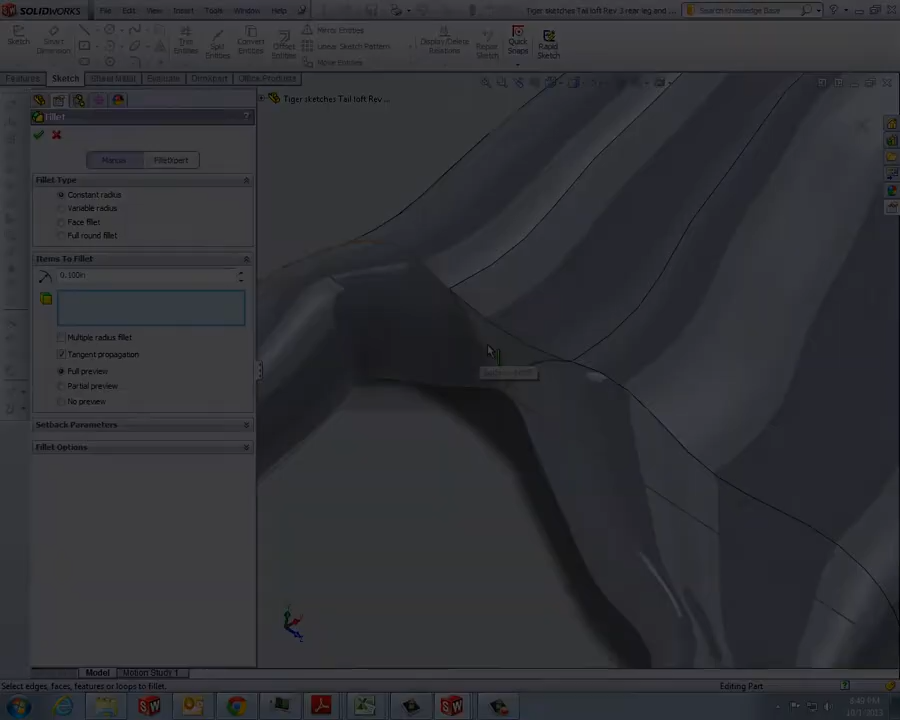 SOLIDWORKS
File Edit View Insert Tools Window Help
Tiger sketches Tail loft Rev 3 rear leg and ...
Search Knowledge Base
Sketch
Smart Dimension
Trim Entities
Split Entities
Convert Entities
Offset Entities
Mirror Entities
Linear Sketch Pattern
Move Entities
Display/Delete Relations
Repair Sketch
Quick Snaps
Rapid Sketch
Features Sketch Sheet Metal Evaluate DimXpert Office Products
Tiger sketches Tail loft Rev ...
Fillet ?
Manual FilletXpert
Fillet Type
Constant radius
Variable radius
Face fillet
Full round fillet
Items To Fillet
0.100in
Multiple radius fillet
Tangent propagation
Full preview
Partial preview
No preview
Setback Parameters
Fillet Options
Model Motion Study 1
Select edges, faces, features or loops to fillet.
Editing Part